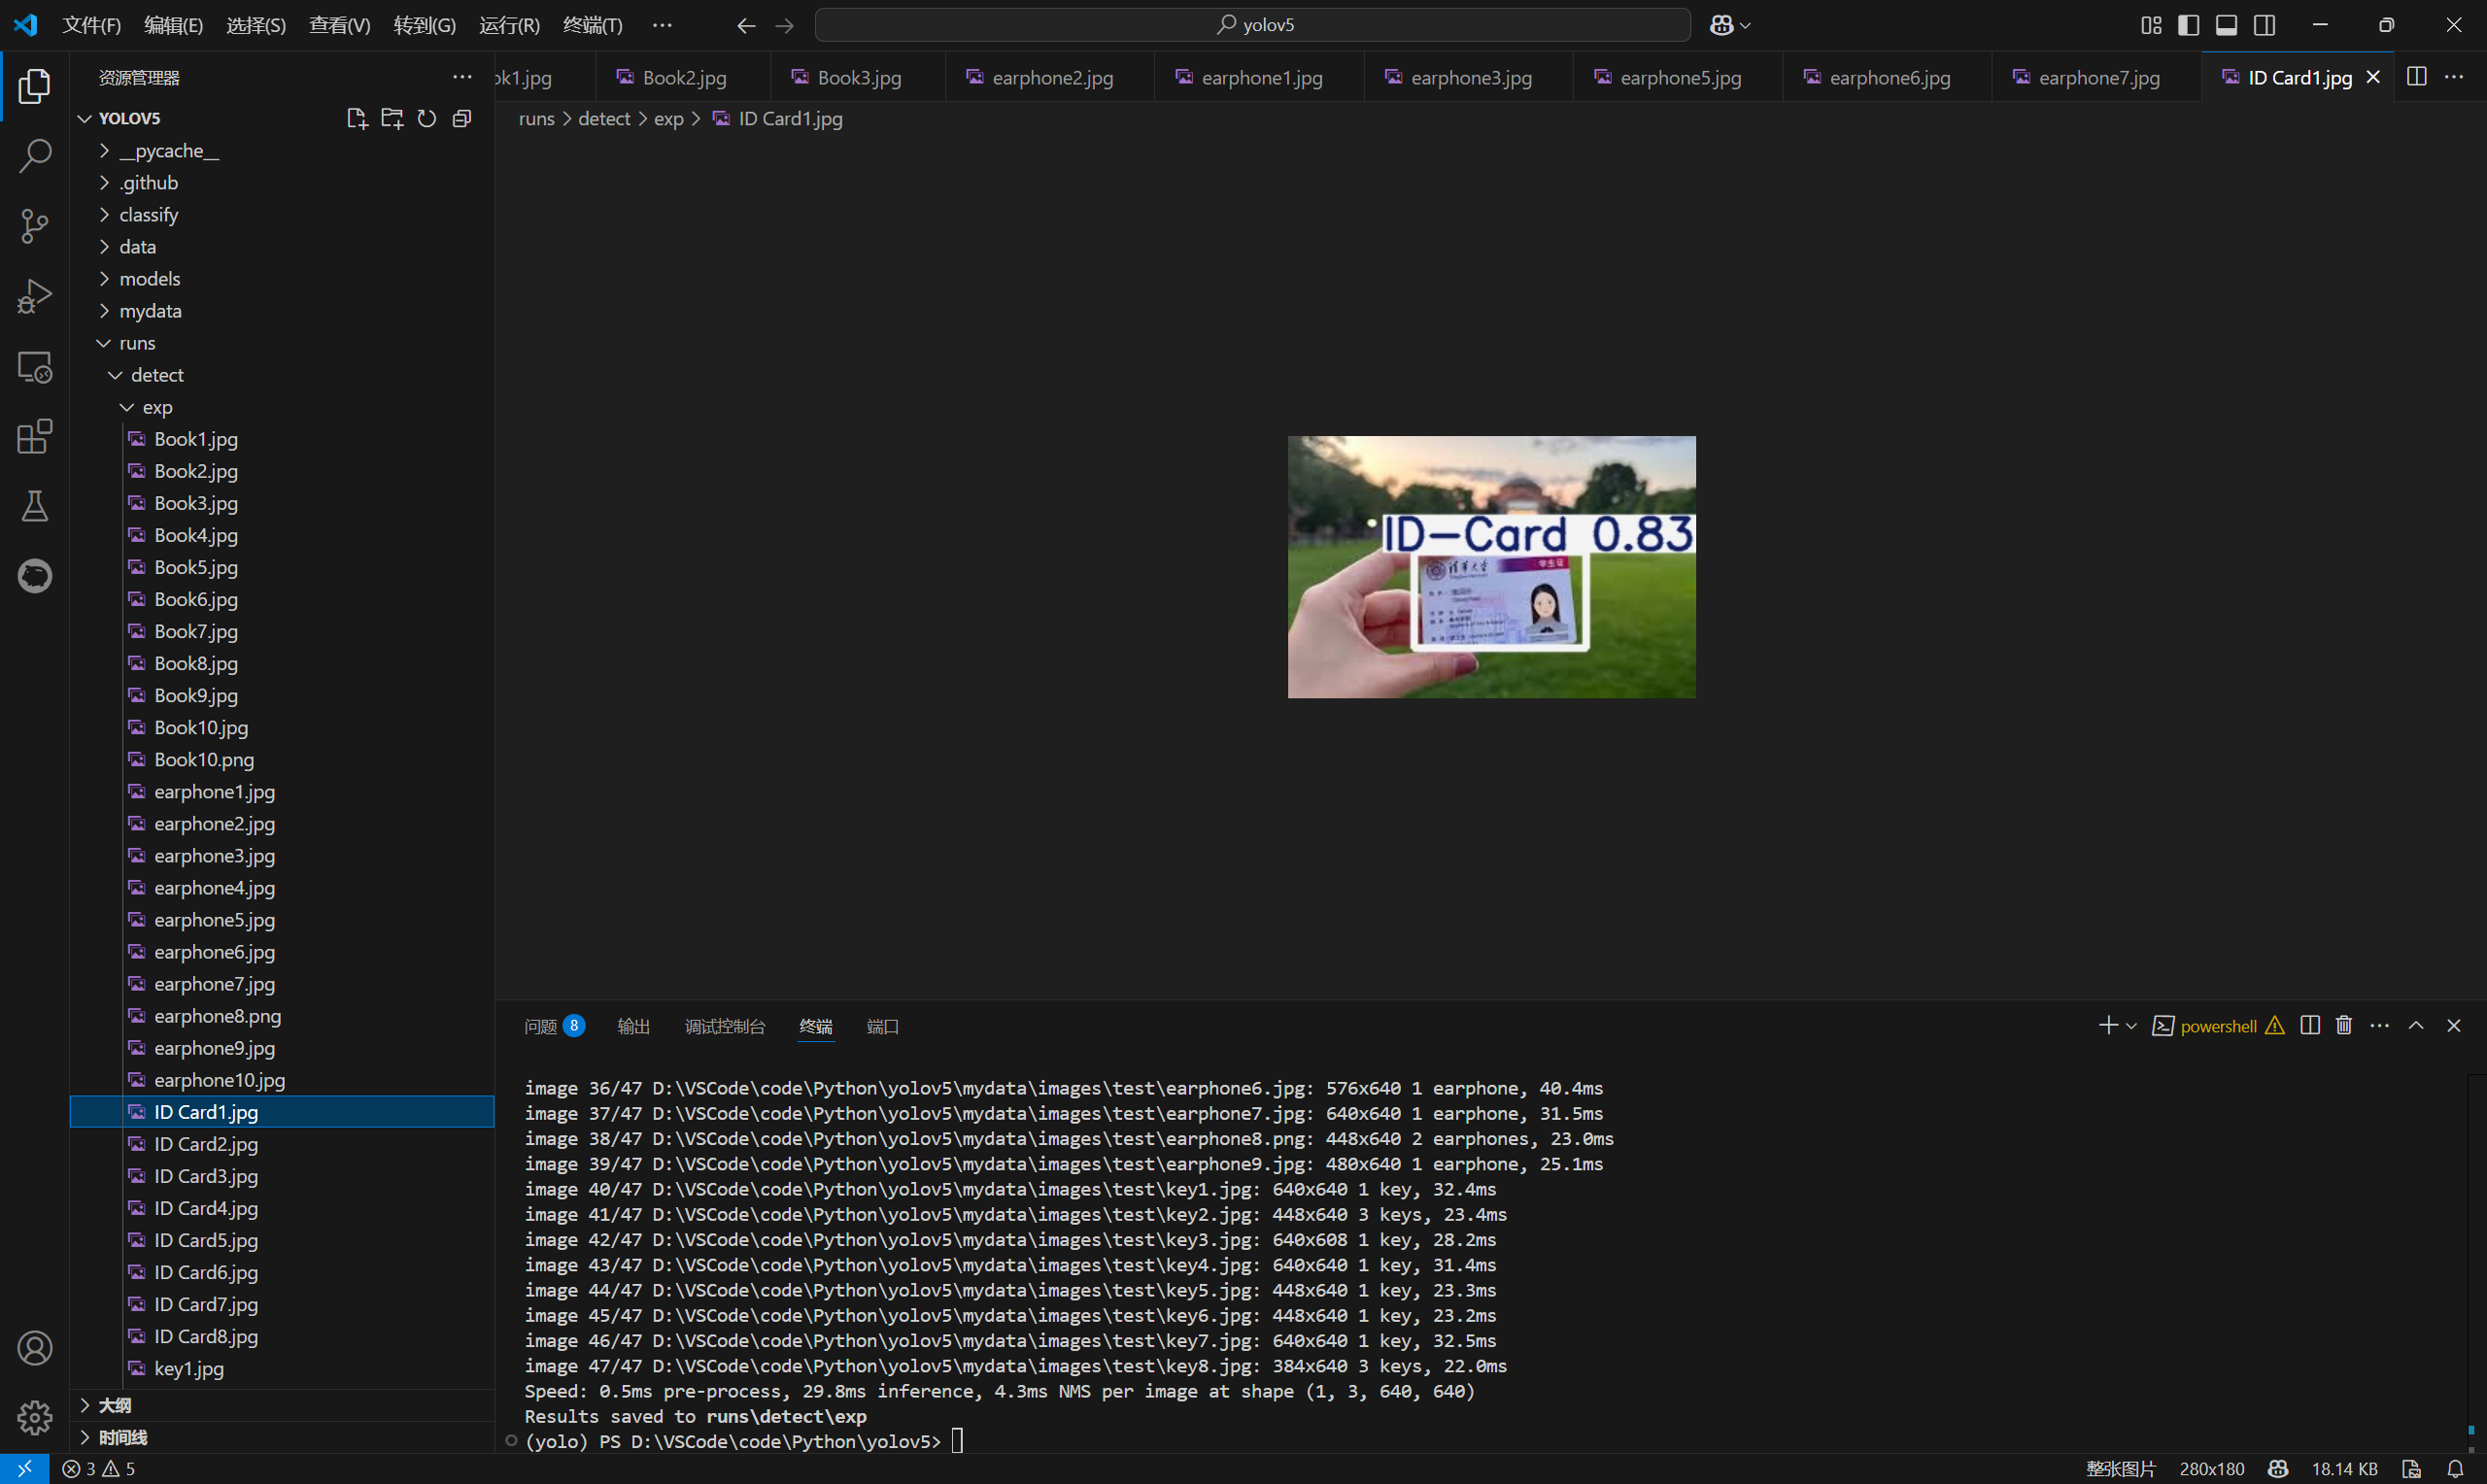 文件(F) 编辑(E) 选择(S) 查看(V) 转到(G) 运行(R) 终端(T) ··· yolov5
资源管理器
YOLOV5
__pycache__
.github
classify
data
models
mydata
runs
detect
exp
Book1.jpg
Book2.jpg
Book3.jpg
Book4.jpg
Book5.jpg
Book6.jpg
Book7.jpg
Book8.jpg
Book9.jpg
Book10.jpg
Book10.png
earphone1.jpg
earphone2.jpg
earphone3.jpg
earphone4.jpg
earphone5.jpg
earphone6.jpg
earphone7.jpg
earphone8.png
earphone9.jpg
earphone10.jpg
ID Card1.jpg
ID Card2.jpg
ID Card3.jpg
ID Card4.jpg
ID Card5.jpg
ID Card6.jpg
ID Card7.jpg
ID Card8.jpg
key1.jpg
大纲
时间线
ok1.jpg Book2.jpg Book3.jpg earphone2.jpg earphone1.jpg earphone3.jpg earphone5.jpg earphone6.jpg earphone7.jpg ID Card1.jpg
runs > detect > exp > ID Card1.jpg
ID-Card 0.83
清华大学 学生证
问题 8 输出 调试控制台 终端 端口 powershell
image 36/47 D:\VSCode\code\Python\yolov5\mydata\images\test\earphone6.jpg: 576x640 1 earphone, 40.4ms
image 37/47 D:\VSCode\code\Python\yolov5\mydata\images\test\earphone7.jpg: 640x640 1 earphone, 31.5ms
image 38/47 D:\VSCode\code\Python\yolov5\mydata\images\test\earphone8.png: 448x640 2 earphones, 23.0ms
image 39/47 D:\VSCode\code\Python\yolov5\mydata\images\test\earphone9.jpg: 480x640 1 earphone, 25.1ms
image 40/47 D:\VSCode\code\Python\yolov5\mydata\images\test\key1.jpg: 640x640 1 key, 32.4ms
image 41/47 D:\VSCode\code\Python\yolov5\mydata\images\test\key2.jpg: 448x640 3 keys, 23.4ms
image 42/47 D:\VSCode\code\Python\yolov5\mydata\images\test\key3.jpg: 640x608 1 key, 28.2ms
image 43/47 D:\VSCode\code\Python\yolov5\mydata\images\test\key4.jpg: 640x640 1 key, 31.4ms
image 44/47 D:\VSCode\code\Python\yolov5\mydata\images\test\key5.jpg: 448x640 1 key, 23.3ms
image 45/47 D:\VSCode\code\Python\yolov5\mydata\images\test\key6.jpg: 448x640 1 key, 23.2ms
image 46/47 D:\VSCode\code\Python\yolov5\mydata\images\test\key7.jpg: 640x640 1 key, 32.5ms
image 47/47 D:\VSCode\code\Python\yolov5\mydata\images\test\key8.jpg: 384x640 3 keys, 22.0ms
Speed: 0.5ms pre-process, 29.8ms inference, 4.3ms NMS per image at shape (1, 3, 640, 640)
Results saved to runs\detect\exp
(yolo) PS D:\VSCode\code\Python\yolov5>
3 5 整张图片 280x180 18.14 KB